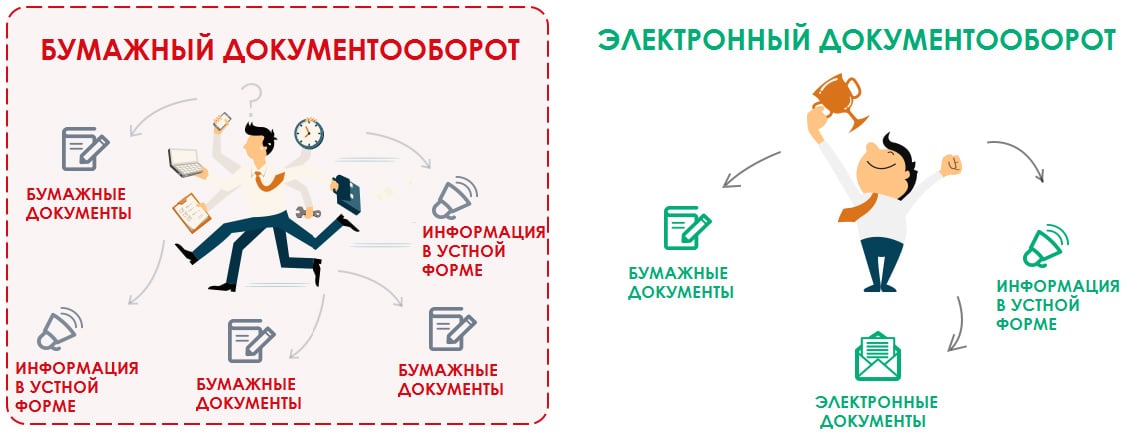 БУМАЖНЫЙ ДОКУМЕНТООБОРОТ
БУМАЖНЫЕ
ДОКУМЕНТЫ
ИНФОРМАЦИЯ
В УСТНОЙ
ФОРМЕ
ИНФОРМАЦИЯ
В УСТНОЙ
ФОРМЕ
БУМАЖНЫЕ
ДОКУМЕНТЫ
БУМАЖНЫЕ
ДОКУМЕНТЫ
ЭЛЕКТРОННЫЙ ДОКУМЕНТООБОРОТ
БУМАЖНЫЕ
ДОКУМЕНТЫ
ИНФОРМАЦИЯ
В УСТНОЙ
ФОРМЕ
ЭЛЕКТРОННЫЕ
ДОКУМЕНТЫ